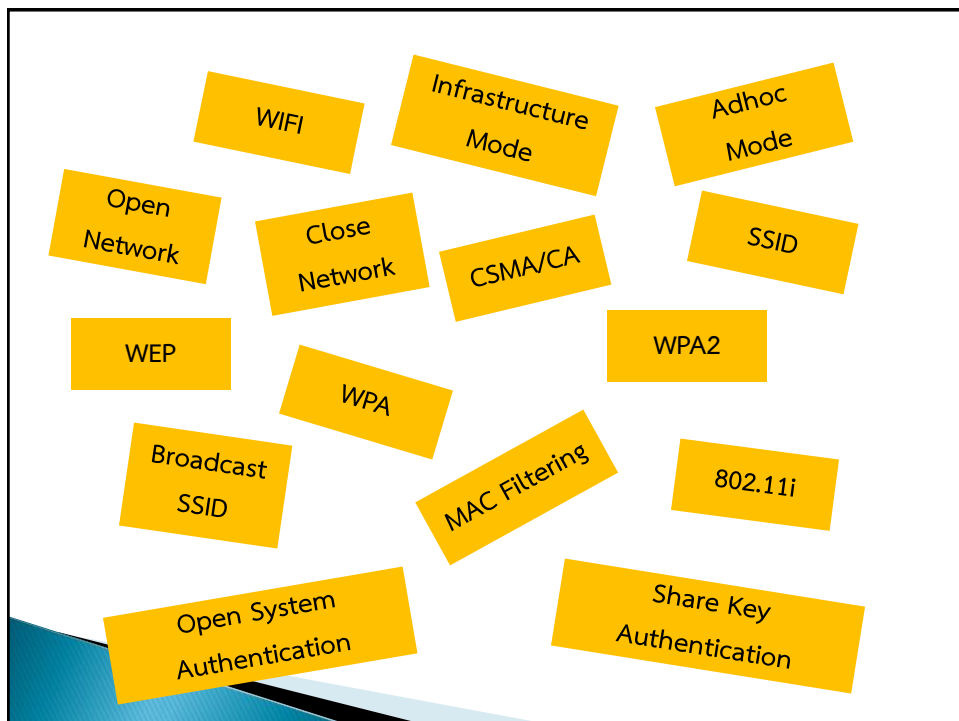 WIFI
Infrastructure
Mode
Adhoc
Mode
Open
Network
Close
Network
CSMA/CA
SSID
WEP
WPA
WPA2
Broadcast
SSID
MAC Filtering
802.11i
Open System
Authentication
Share Key
Authentication